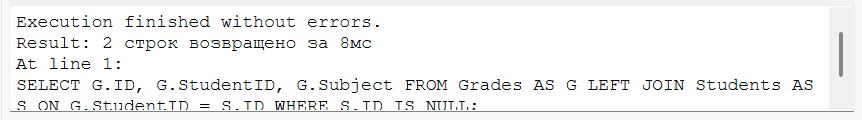 Execution finished without errors.
Result: 2 строк возвращено за 8мс
At line 1:
SELECT G.ID, G.StudentID, G.Subject FROM Grades AS G LEFT JOIN Students AS
S ON G.StudentID = S.ID WHERE S.ID IS NULL;